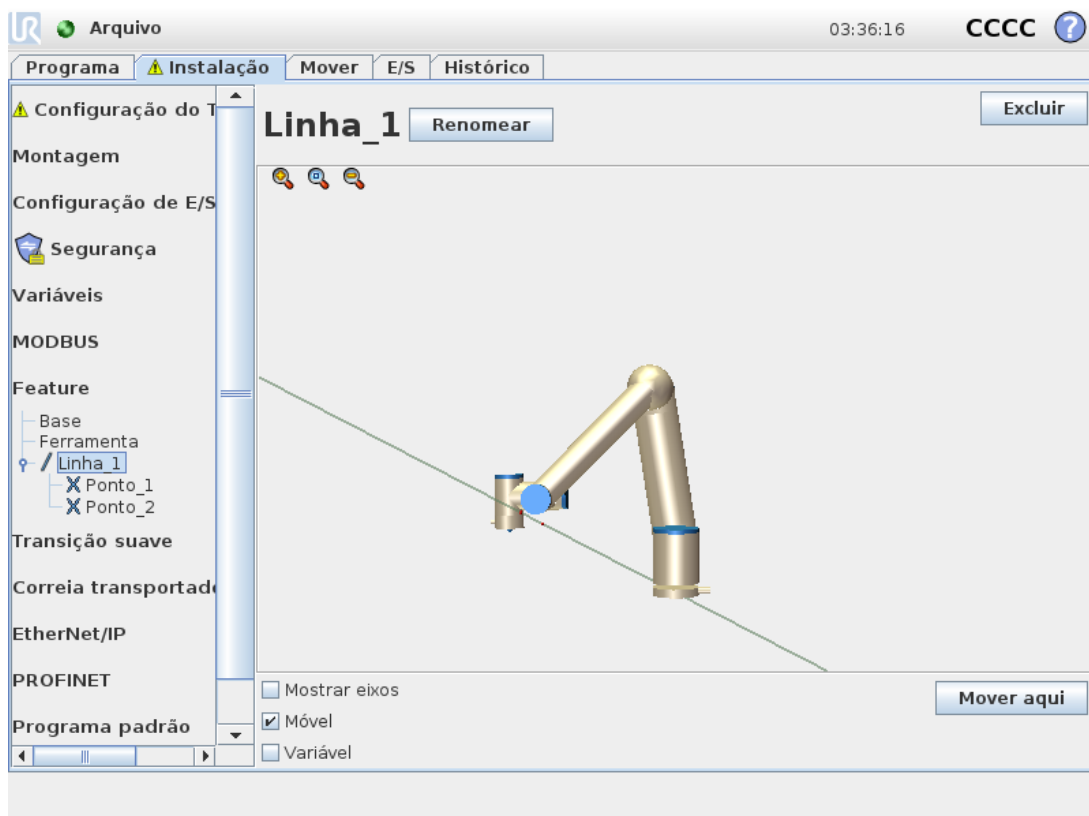 UR Arquivo 03:36:16 CCCC ?
Programa Instalação Mover E/S Histórico
Configuração do T
Linha_1 Renomear Excluir
Montagem
Configuração de E/S
Segurança
Variáveis
MODBUS
Feature
Base
Ferramenta
Linha_1
Ponto_1
Ponto_2
Transição suave
Correia transportad
EtherNet/IP
PROFINET
Programa padrão
Mostrar eixos
Móvel
Variável
Mover aqui